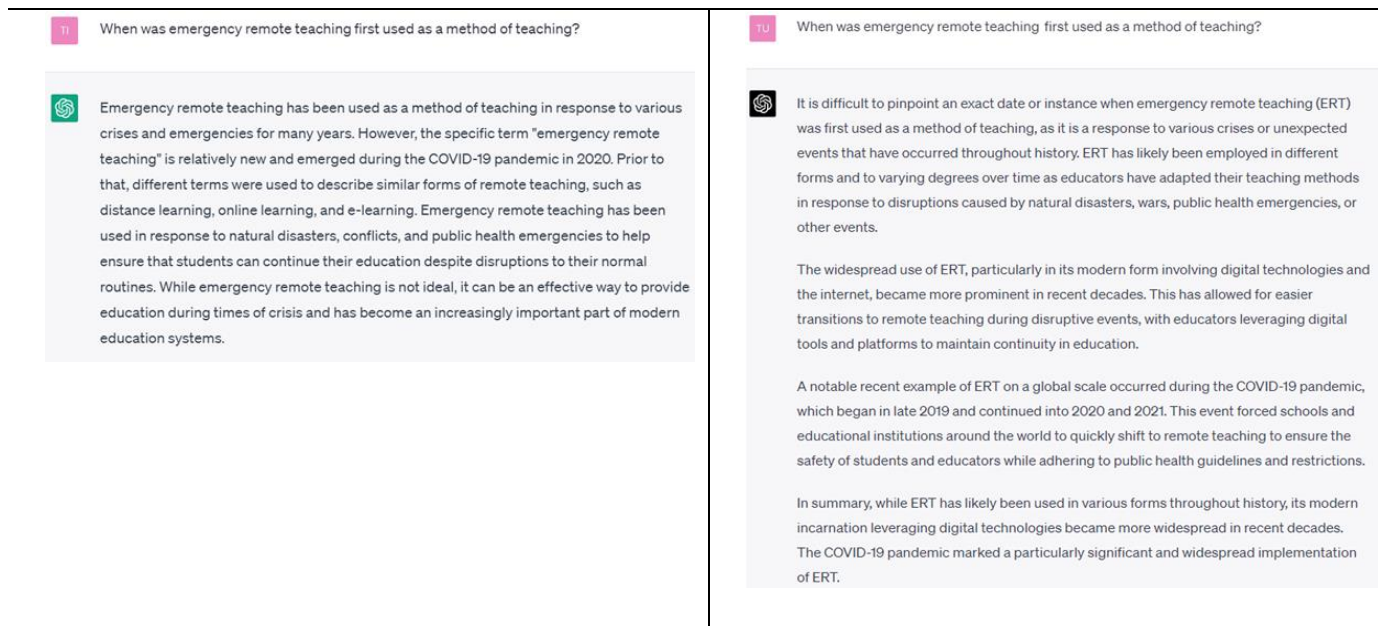 TI
When was emergency remote teaching first used as a method of teaching?
Emergency remote teaching has been used as a method of teaching in response to various
crises and emergencies for many years. However, the specific term "emergency remote
teaching" is relatively new and emerged during the COVID-19 pandemic in 2020. Prior to
that, different terms were used to describe similar forms of remote teaching, such as
distance learning, online learning, and e-learning. Emergency remote teaching has been
used in response to natural disasters, conflicts, and public health emergencies to help
ensure that students can continue their education despite disruptions to their normal
routines. While emergency remote teaching is not ideal, it can be an effective way to provide
education during times of crisis and has become an increasingly important part of modern
education systems.
TU
When was emergency remote teaching first used as a method of teaching?
It is difficult to pinpoint an exact date or instance when emergency remote teaching (ERT)
was first used as a method of teaching, as it is a response to various crises or unexpected
events that have occurred throughout history. ERT has likely been employed in different
forms and to varying degrees over time as educators have adapted their teaching methods
in response to disruptions caused by natural disasters, wars, public health emergencies, or
other events.
The widespread use of ERT, particularly in its modern form involving digital technologies and
the internet, became more prominent in recent decades. This has allowed for easier
transitions to remote teaching during disruptive events, with educators leveraging digital
tools and platforms to maintain continuity in education.
A notable recent example of ERT on a global scale occurred during the COVID-19 pandemic,
which began in late 2019 and continued into 2020 and 2021. This event forced schools and
educational institutions around the world to quickly shift to remote teaching to ensure the
safety of students and educators while adhering to public health guidelines and restrictions.
In summary, while ERT has likely been used in various forms throughout history, its modern
incarnation leveraging digital technologies became more widespread in recent decades.
The COVID-19 pandemic marked a particularly significant and widespread implementation
of ERT.